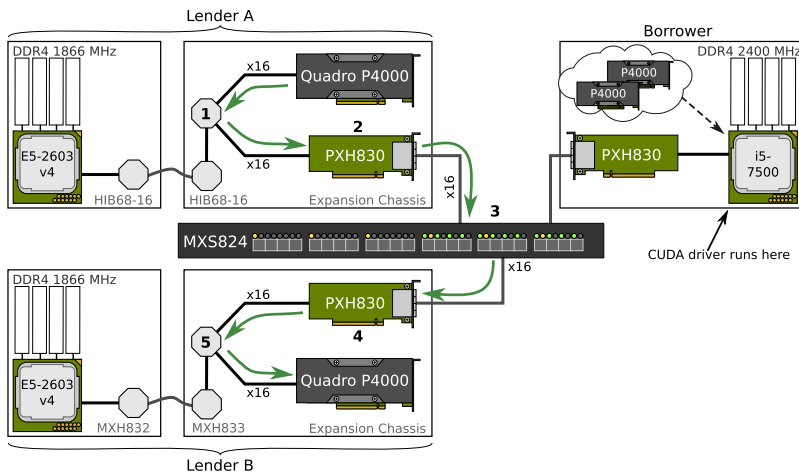 Lender A
Borrower
DDR4 1866 MHz
x16
Quadro P4000
1
2
PXH830
x16
E5-2603
v4
HIB68-16
HIB68-16
Expansion Chassis
x16
P4000
P4000
DDR4 2400 MHz
PXH830
i5-
7500
3
MXS824
CUDA driver runs here
x16
DDR4 1866 MHz
x16
PXH830
4
5
Quadro P4000
x16
E5-2603
v4
MXH832
MXH833
Expansion Chassis
Lender B